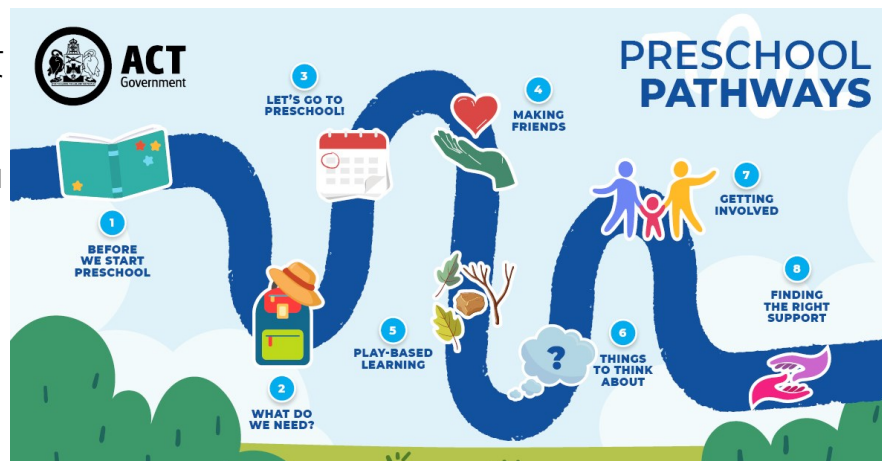 ACT
Government
PRESCHOOL
PATHWAYS
1
BEFORE
WE START
PRESCHOOL
2
WHAT DO
WE NEED?
3
LET'S GO TO
PRESCHOOL!
4
MAKING
FRIENDS
5
PLAY-BASED
LEARNING
?
6
THINGS
TO THINK
ABOUT
7
GETTING
INVOLVED
8
FINDING
THE RIGHT
SUPPORT